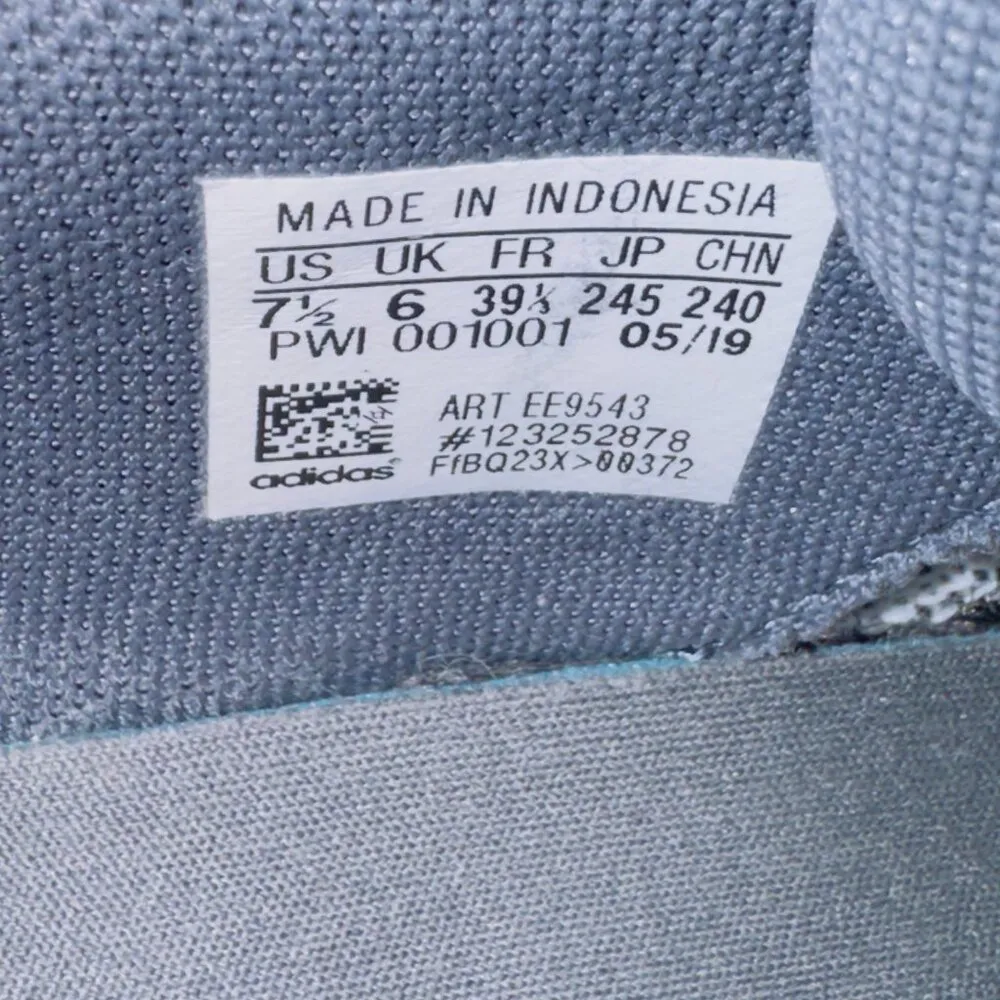 MADE IN INDONESIA
US UK FR JP CHN
7½ 6 39⅓ 245 240
PWI 001001 05/19
ART EE9543
#123252878
adidas FfBQ23X>00372